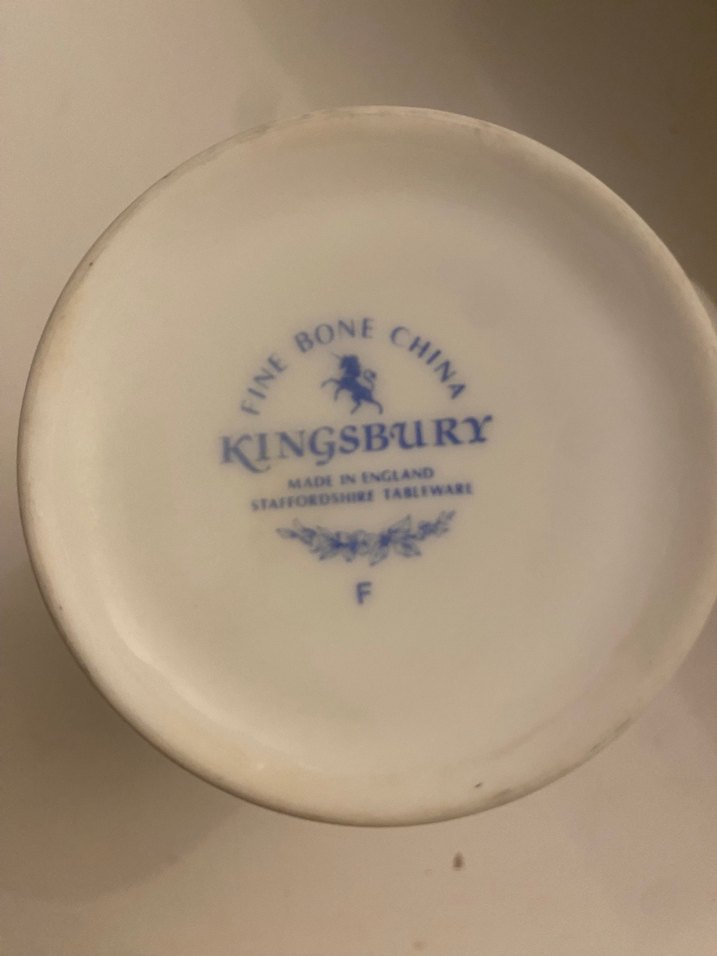 FINE BONE CHINA
KINGSBURY
MADE IN ENGLAND
STAFFORDSHIRE TABLEWARE
F